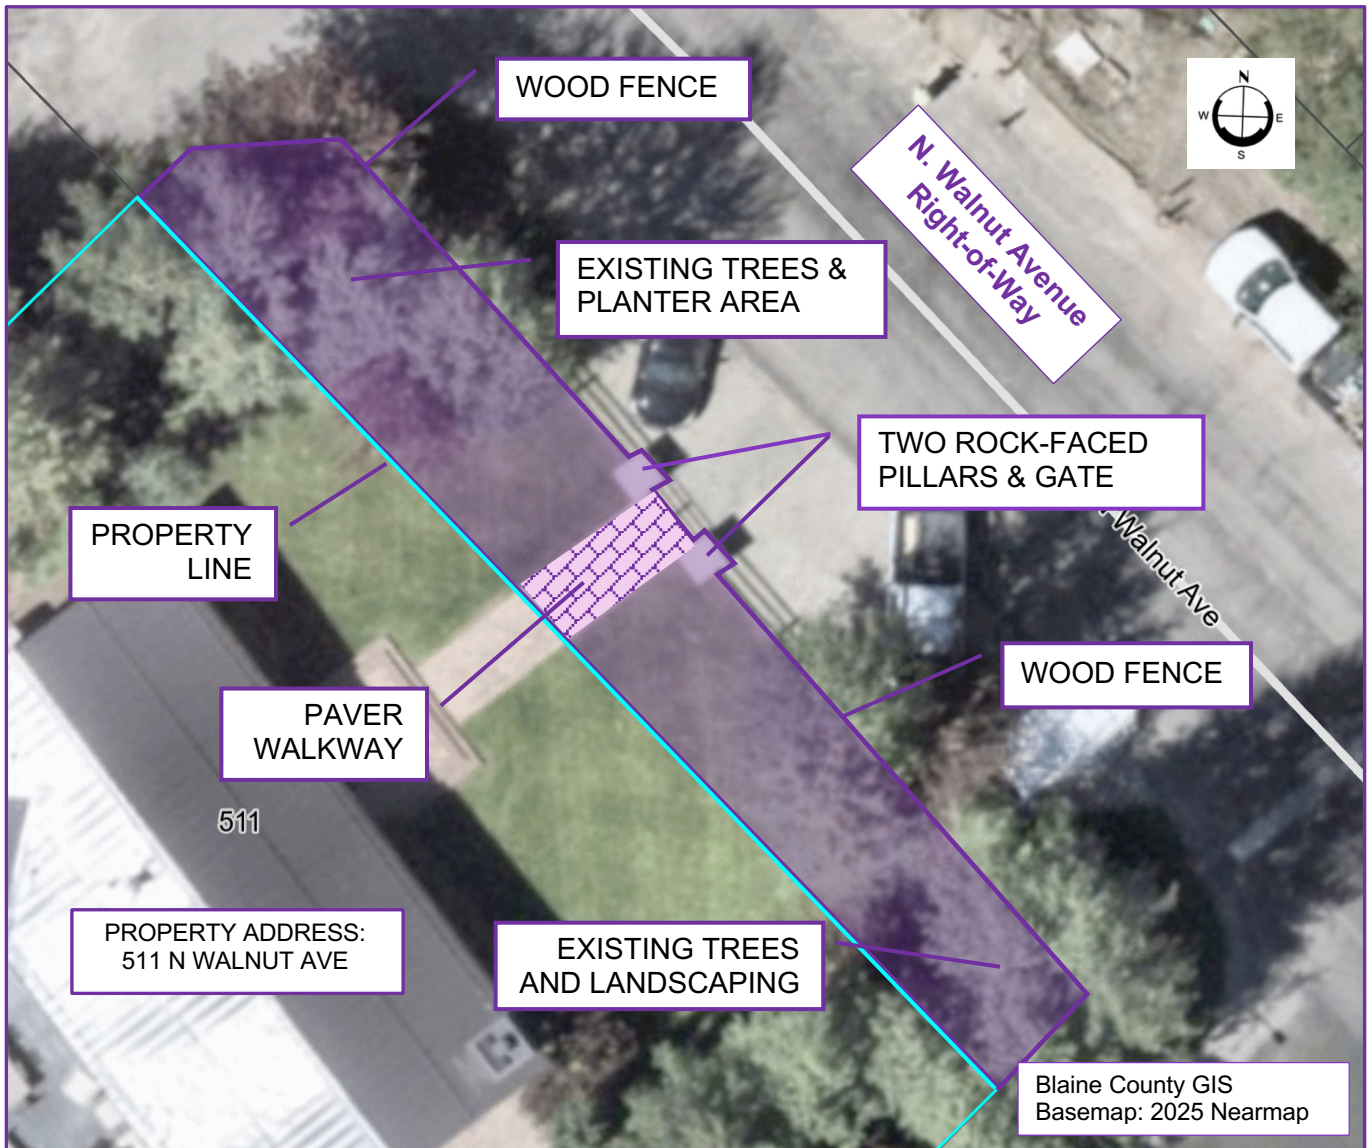 WOOD FENCE
N
W E
S
N. Walnut Avenue
Right-of-Way
EXISTING TREES &
PLANTER AREA
TWO ROCK-FACED
PILLARS & GATE
PROPERTY
LINE
Walnut Ave
WOOD FENCE
PAVER
WALKWAY
511
PROPERTY ADDRESS:
511 N WALNUT AVE
EXISTING TREES
AND LANDSCAPING
Blaine County GIS
Basemap: 2025 Nearmap